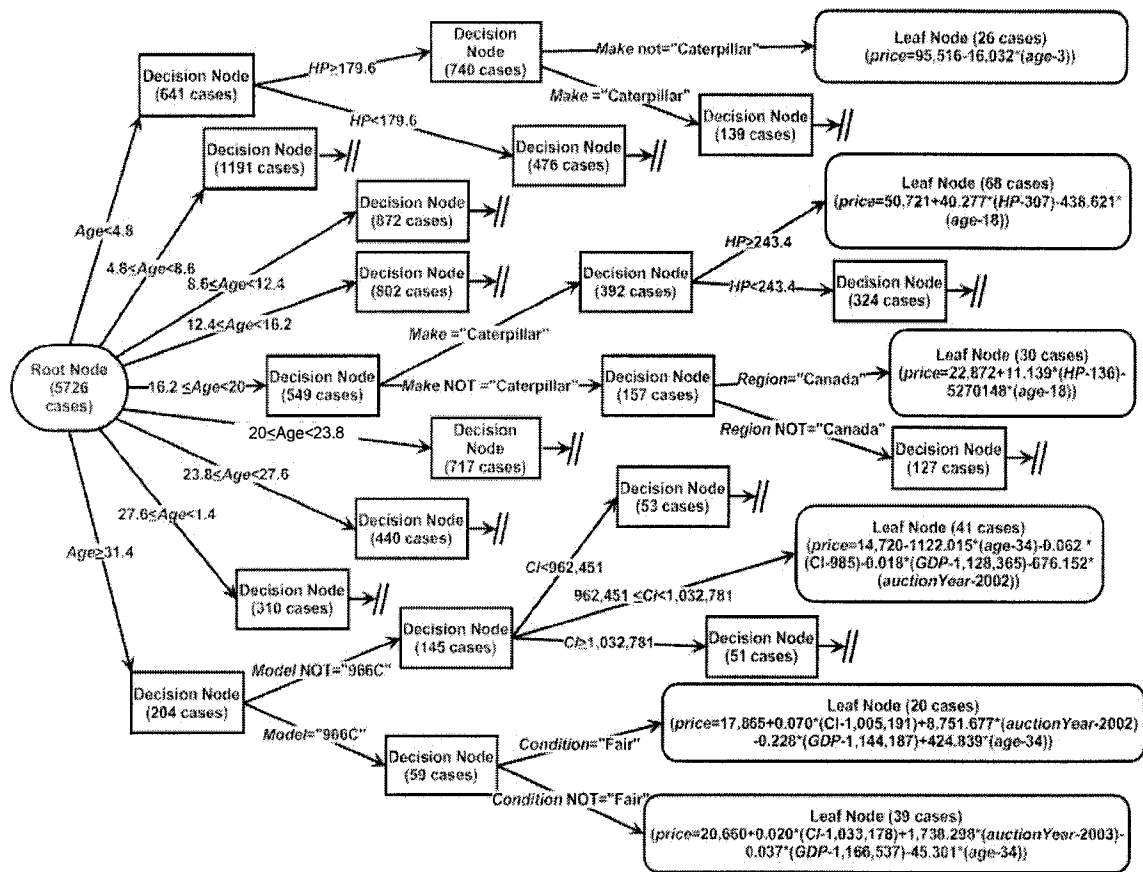 Decision Node
(641 cases)
HP≥179.6
Decision
Node
(740 cases)
Make not="Caterpillar"
Leaf Node (26 cases)
(price=95,516-16.032*(age-3))
Make ="Caterpillar"
Decision Node
(139 cases)
HP<179.6
Decision Node
(476 cases)
Age<4.8
Decision Node
(1191 cases)
4.8≤Age<8.6
Decision Node
(872 cases)
8.6≤Age<12.4
Decision Node
(802 cases)
12.4≤Age<16.2
Root Node
(5726
cases)
16.2 ≤Age<20
Decision Node
(549 cases)
Make ="Caterpillar"
Decision Node
(392 cases)
HP≥243.4
Leaf Node (68 cases)
(price=50,721+40.277*(HP-307)-438.621*
(age-18))
HP<243.4
Decision Node
(324 cases)
Make NOT ="Caterpillar"
Decision Node
(157 cases)
Region="Canada"
Leaf Node (30 cases)
(price=22,872+11.139*(HP-136)-
5270148*(age-18))
Region NOT="Canada"
Decision Node
(127 cases)
20≤Age<23.8
Decision
Node
(717 cases)
23.8≤Age<27.6
Decision Node
(440 cases)
27.6≤Age<1.4
Decision Node
(310 cases)
Age≥31.4
Decision Node
(204 cases)
Model NOT="966C"
Decision Node
(145 cases)
CI<962,451
Decision Node
(53 cases)
962,451 ≤CI<1,032,781
Leaf Node (41 cases)
(price=14,720-1122.015*(age-34)-0.062 *
(CI-985)-0.018*(GDP-1,128,365)-676.152*
(auctionYear-2002))
CI≥1,032,781
Decision Node
(51 cases)
Model="966C"
Decision Node
(59 cases)
Condition="Fair"
Leaf Node (20 cases)
(price=17,865+0.070*(CI-1,005,191)+8.751.677*(auctionYear-2002)
-0.228*(GDP-1,144,187)+424.839*(age-34))
Condition NOT="Fair"
Leaf Node (39 cases)
(price=20,660+0.020*(CI-1,033,178)+1,738.298*(auctionYear-2003)-
0.037*(GDP-1,166,537)-45.301*(age-34))